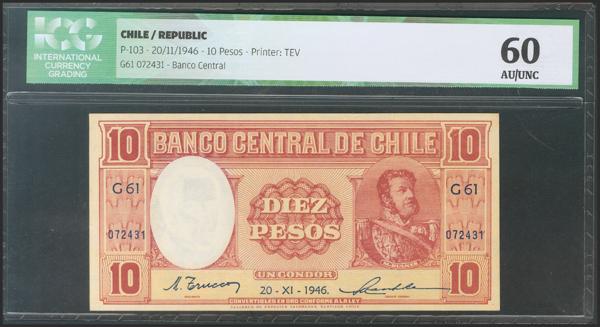 ICG
INTERNATIONAL
CURRENCY
GRADING
CHILE / REPUBLIC
P-103 - 20/11/1946 - 10 Pesos - Printer: TEV
G61 072431 - Banco Central
60
AU/UNC
10 BANCO CENTRAL DE CHILE 10
G 61 G 61
DIEZ
PESOS
072431 072431
UN CONDOR
10 20 - XI - 1946. 10
CONVERTIBLES EN ORO CONFORME A LA LEY